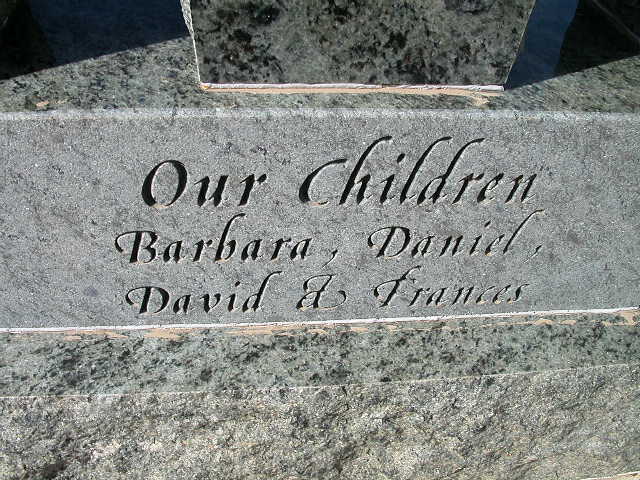 Our Children
Barbara, Daniel,
David & Frances